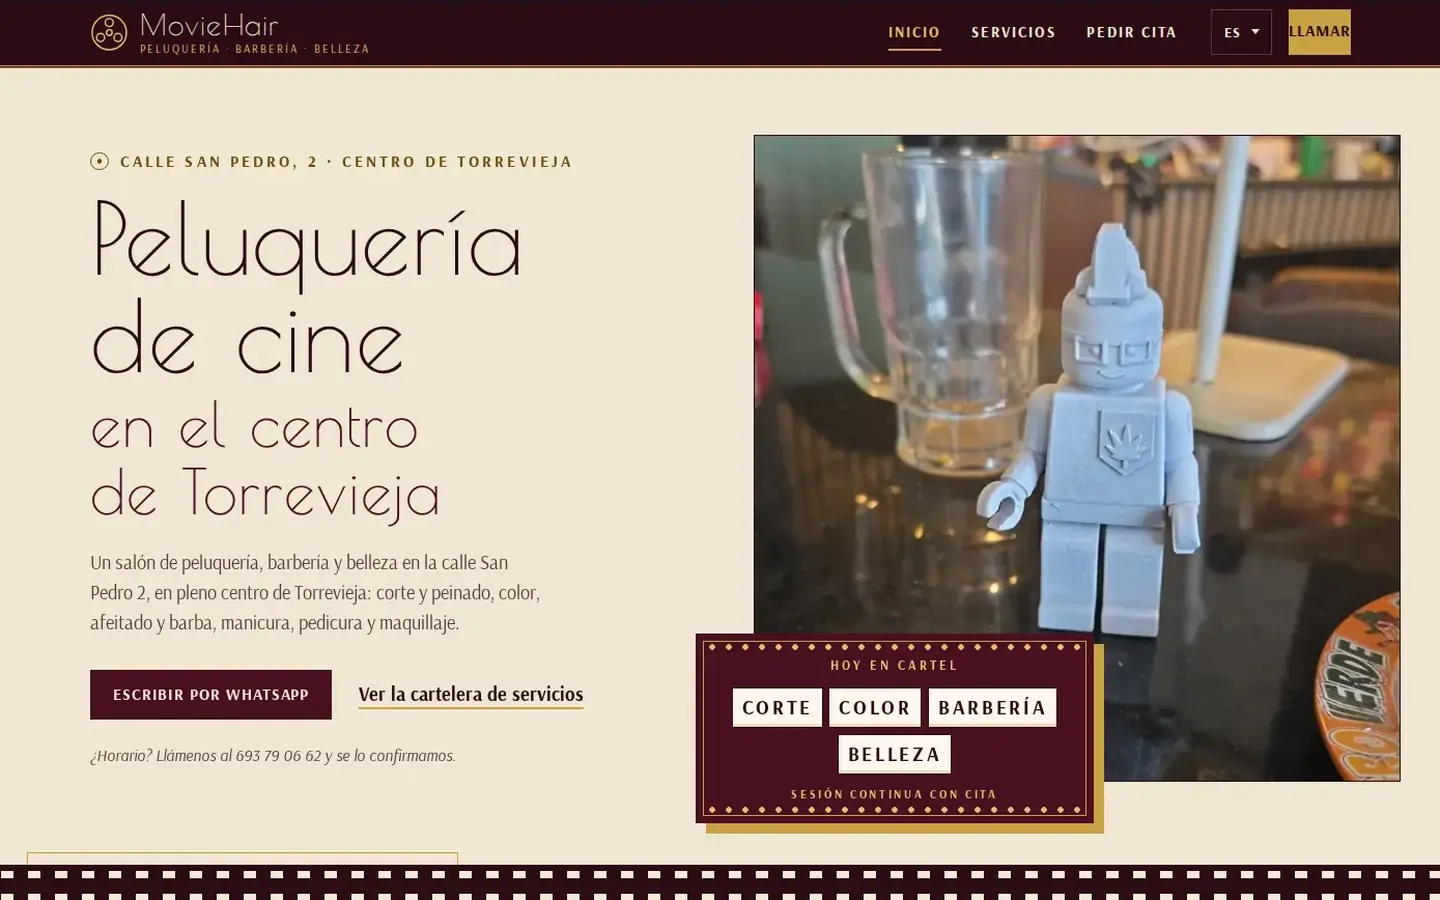 MovieHair
PELUQUERÍA · BARBERÍA · BELLEZA
INICIO
SERVICIOS
PEDIR CITA
ES
LLAMAR
CALLE SAN PEDRO, 2 · CENTRO DE TORREVIEJA
Peluquería
de cine
en el centro
de Torrevieja
Un salón de peluquería, barbería y belleza en la calle San
Pedro 2, en pleno centro de Torrevieja: corte y peinado, color,
afeitado y barba, manicura, pedicura y maquillaje.
ESCRIBIR POR WHATSAPP
Ver la cartelera de servicios
¿Horario? Llámenos al 693 79 06 62 y se lo confirmamos.
HOY EN CARTEL
CORTE
COLOR
BARBERÍA
BELLEZA
SESIÓN CONTINUA CON CITA
VERDE